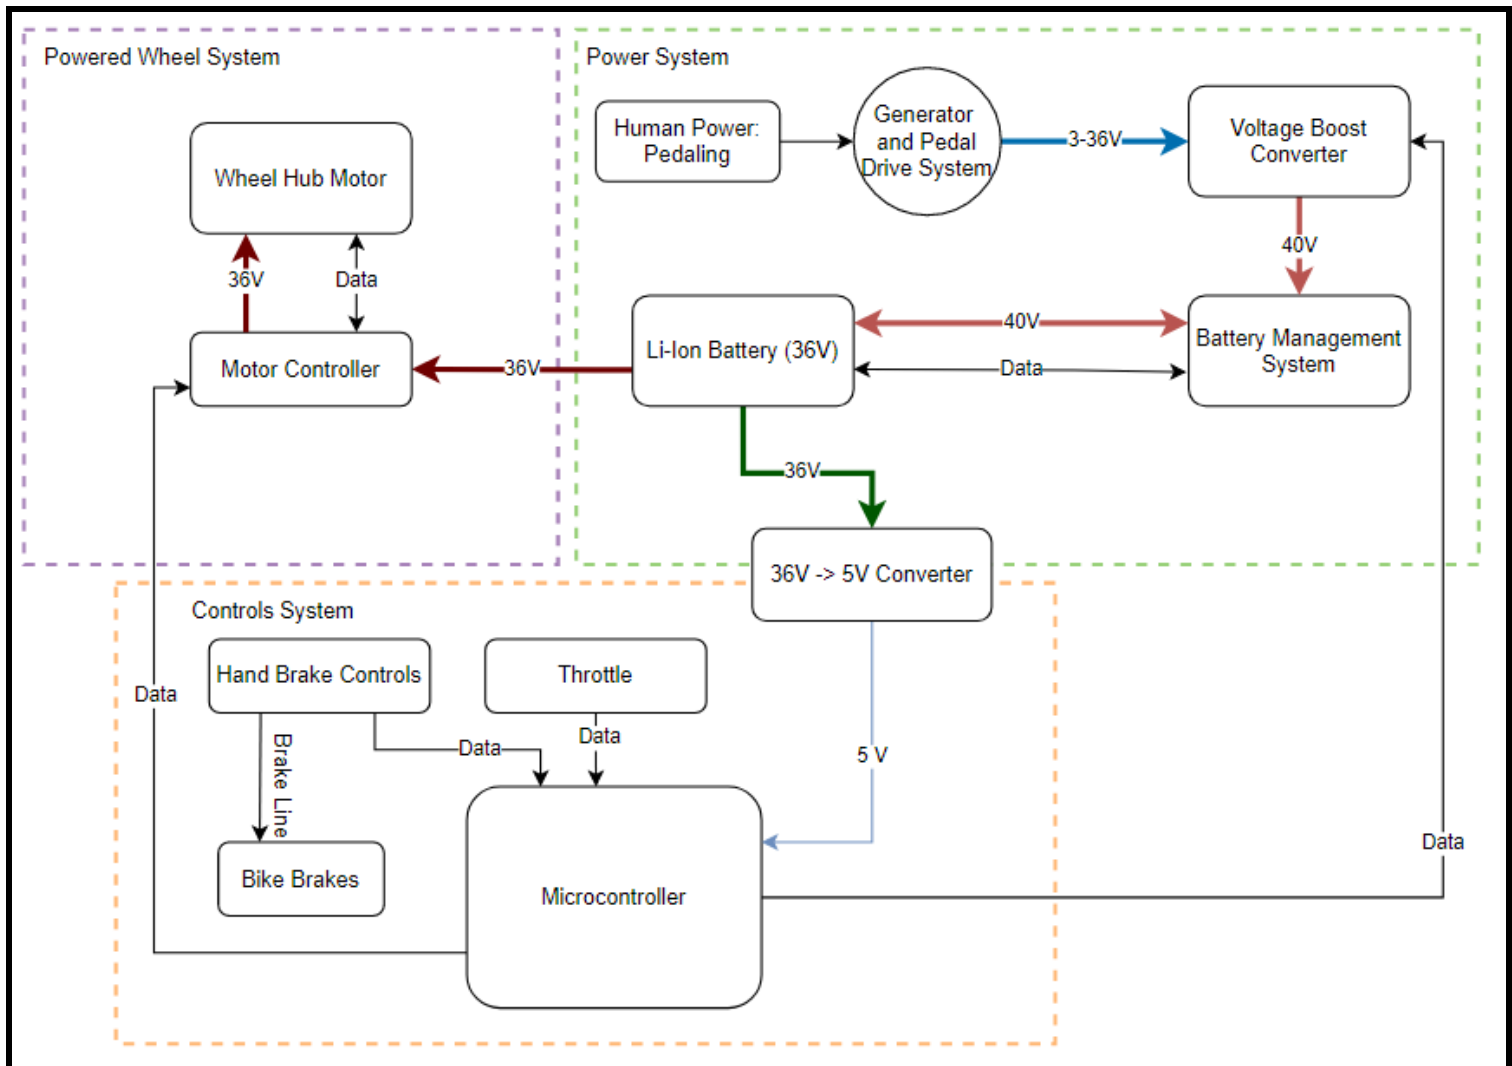 Powered Wheel System
Power System
Human Power:
Pedaling
Generator
and Pedal
Drive System
3-36V
Voltage Boost
Converter
Wheel Hub Motor
40V
36V
Data
Li-Ion Battery (36V)
40V
Battery Management
System
Motor Controller
36V
Data
36V
36V -> 5V Converter
Controls System
Hand Brake Controls
Throttle
Data
Data
Data
Brake Line
5 V
Data
Bike Brakes
Microcontroller